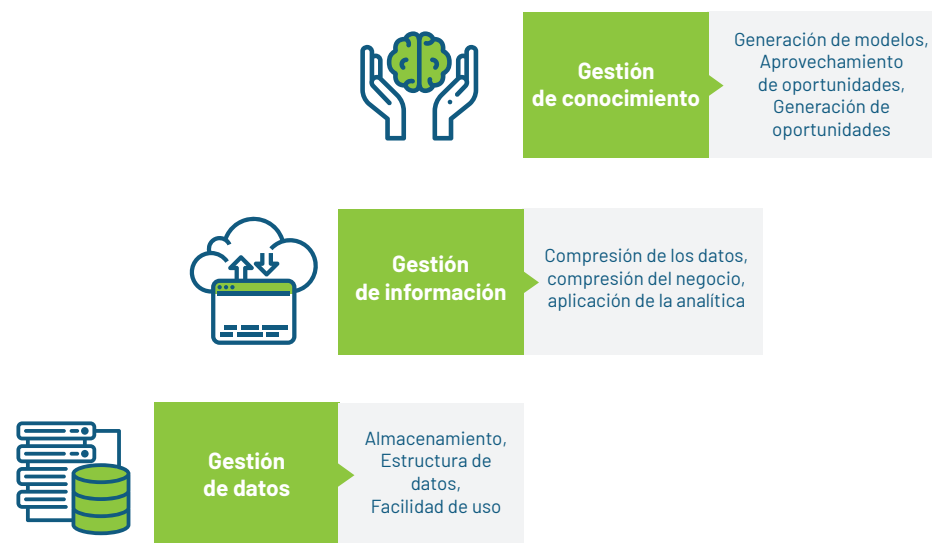 Gestión
de conocimiento
Generación de modelos,
Aprovechamiento
de oportunidades,
Generación de
oportunidades
Gestión
de información
Compresión de los datos,
compresión del negocio,
aplicación de la analítica
Gestión
de datos
Almacenamiento,
Estructura de
datos,
Facilidad de uso